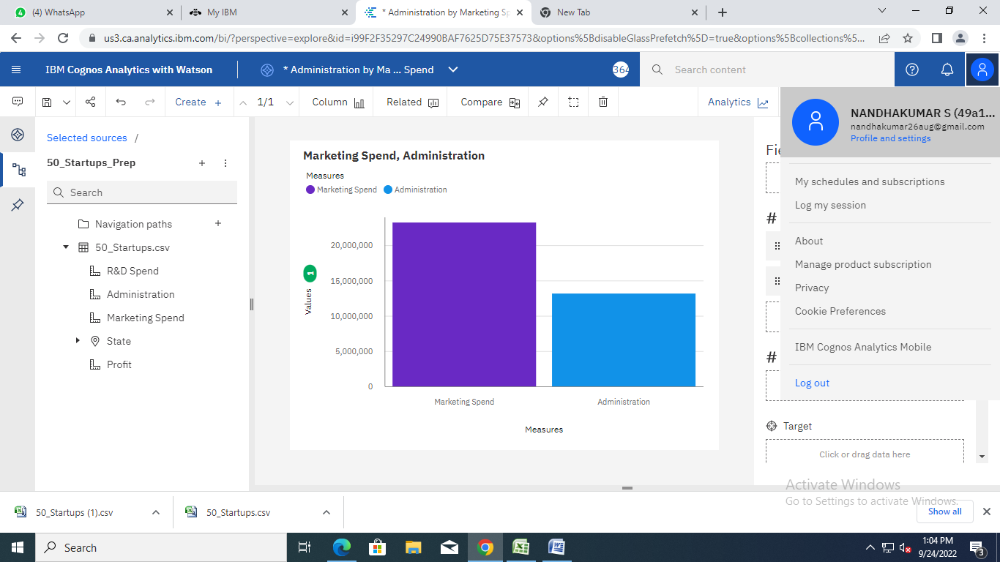 (4) WhatsApp
My IBM
* Administration by Marketing Sp
New Tab
us3.ca.analytics.ibm.com/bi/?perspective=explore&id=i99F2F35297C24990BAF7625D75E37573&options%5BdisableGlassPrefetch%5D=true&options%5Bcollections%5...
IBM Cognos Analytics with Watson
* Administration by Ma ... Spend
364
Search content
Create +
1/1
Column
Related
Compare
Analytics
NANDHAKUMAR S (49a1...
nandhakumar26aug@gmail.com
Profile and settings
My schedules and subscriptions
Log my session
About
Manage product subscription
Privacy
Cookie Preferences
IBM Cognos Analytics Mobile
Log out
Selected sources /
50_Startups_Prep
Search
Navigation paths
50_Startups.csv
R&D Spend
Administration
Marketing Spend
State
Profit
Marketing Spend, Administration
Measures
Marketing Spend
Administration
20,000,000
15,000,000
10,000,000
5,000,000
0
Values
1
Marketing Spend
Administration
Measures
Fie
#
#
Target
Click or drag data here
Activate Windows
Go to Settings to activate Windows.
50_Startups (1).csv
50_Startups.csv
Show all
Search
1:04 PM
9/24/2022
3